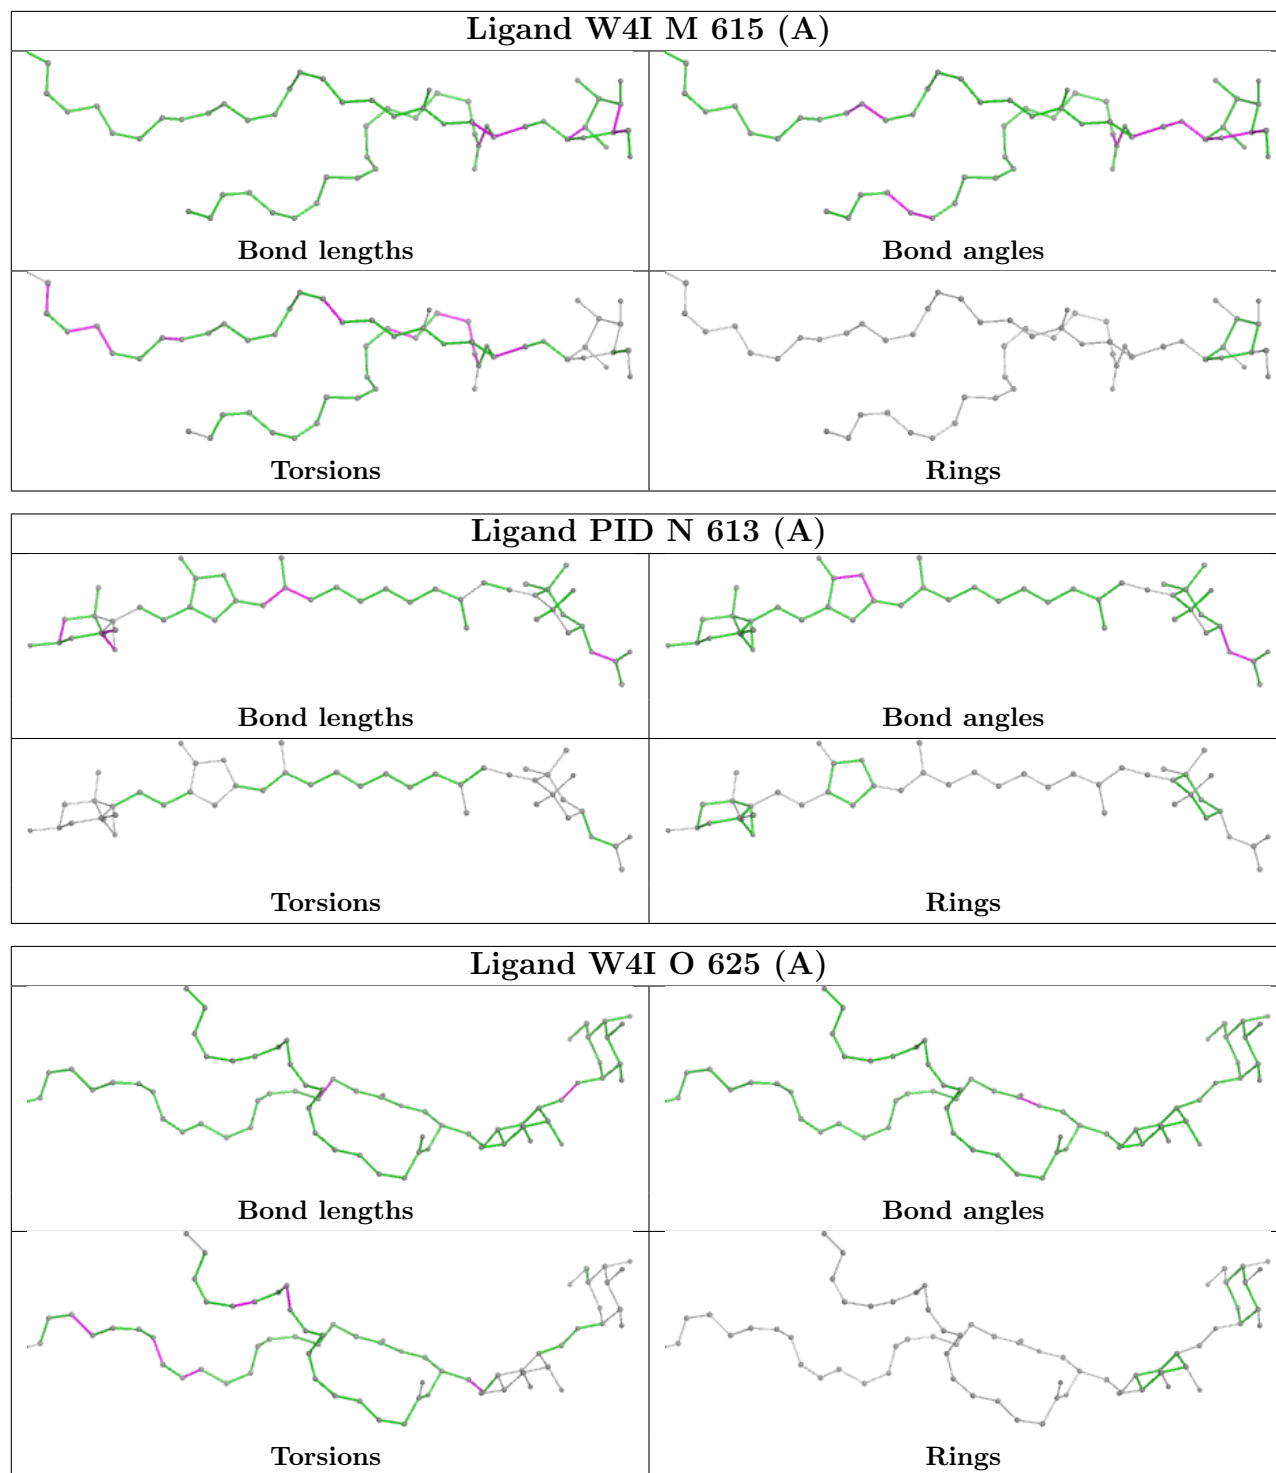 Ligand W4I M 615 (A)
Bond lengths
Bond angles
Torsions
Rings
Ligand PID N 613 (A)
Bond lengths
Bond angles
Torsions
Rings
Ligand W4I O 625 (A)
Bond lengths
Bond angles
Torsions
Rings